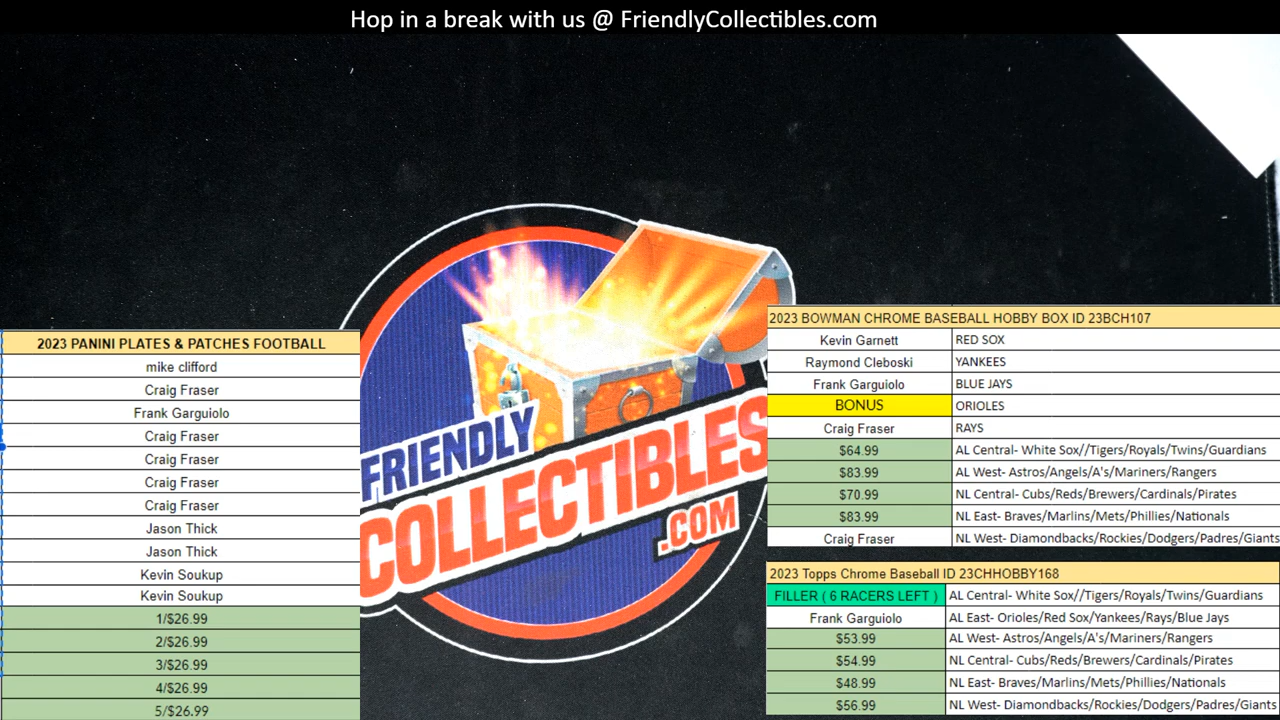 Hop in a break with us @ FriendlyCollectibles.com
2023 PANINI PLATES & PATCHES FOOTBALL
mike clifford
Craig Fraser
Frank Garguiolo
Craig Fraser
Craig Fraser
Craig Fraser
Craig Fraser
Jason Thick
Jason Thick
Kevin Soukup
Kevin Soukup
1/$26.99
2/$26.99
3/$26.99
4/$26.99
5/$26.99
FRIENDLY
COLLECTIBLES
.COM
2023 BOWMAN CHROME BASEBALL HOBBY BOX ID 23BCH107
Kevin Garnett RED SOX
Raymond Cleboski YANKEES
Frank Garguiolo BLUE JAYS
BONUS ORIOLES
Craig Fraser RAYS
$64.99 AL Central- White Sox//Tigers/Royals/Twins/Guardians
$83.99 AL West- Astros/Angels/A's/Mariners/Rangers
$70.99 NL Central- Cubs/Reds/Brewers/Cardinals/Pirates
$83.99 NL East- Braves/Marlins/Mets/Phillies/Nationals
Craig Fraser NL West- Diamondbacks/Rockies/Dodgers/Padres/Giants
2023 Topps Chrome Baseball ID 23CHHOBBY168
FILLER ( 6 RACERS LEFT ) AL Central- White Sox//Tigers/Royals/Twins/Guardians
Frank Garguiolo AL East- Orioles/Red Sox/Yankees/Rays/Blue Jays
$53.99 AL West- Astros/Angels/A's/Mariners/Rangers
$54.99 NL Central- Cubs/Reds/Brewers/Cardinals/Pirates
$48.99 NL East- Braves/Marlins/Mets/Phillies/Nationals
$56.99 NL West- Diamondbacks/Rockies/Dodgers/Padres/Giants